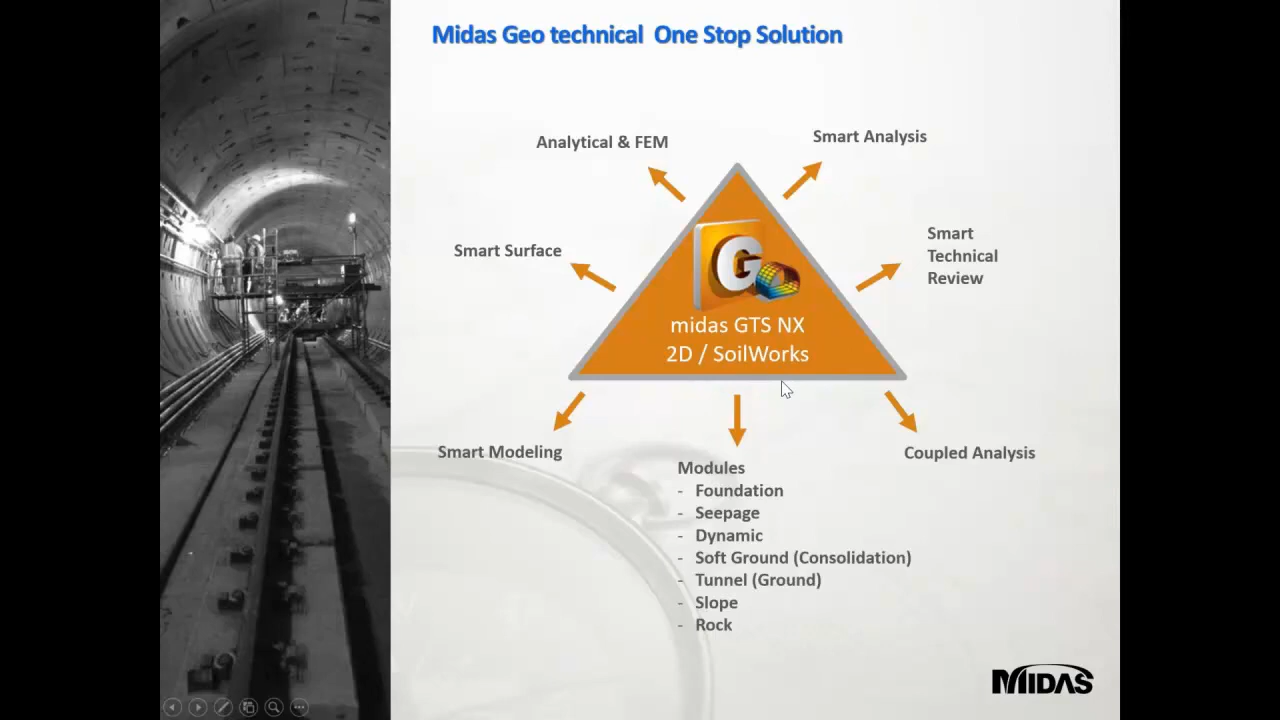 Midas Geo technical  One Stop Solution
Analytical & FEM
Smart Analysis
Smart Surface
Smart
Technical
Review
G
midas GTS NX
2D / SoilWorks
Smart Modeling
Coupled Analysis
Modules
- Foundation
- Seepage
- Dynamic
- Soft Ground (Consolidation)
- Tunnel (Ground)
- Slope
- Rock
MIDAS